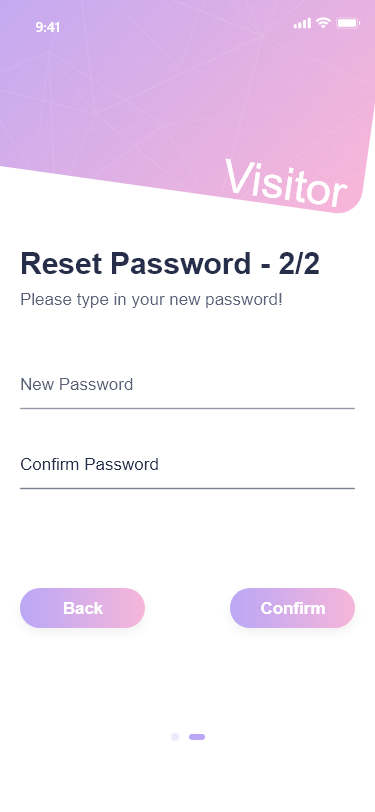 9:41
Visitor
Reset Password - 2/2
Please type in your new password!
New Password
Confirm Password
Back
Confirm